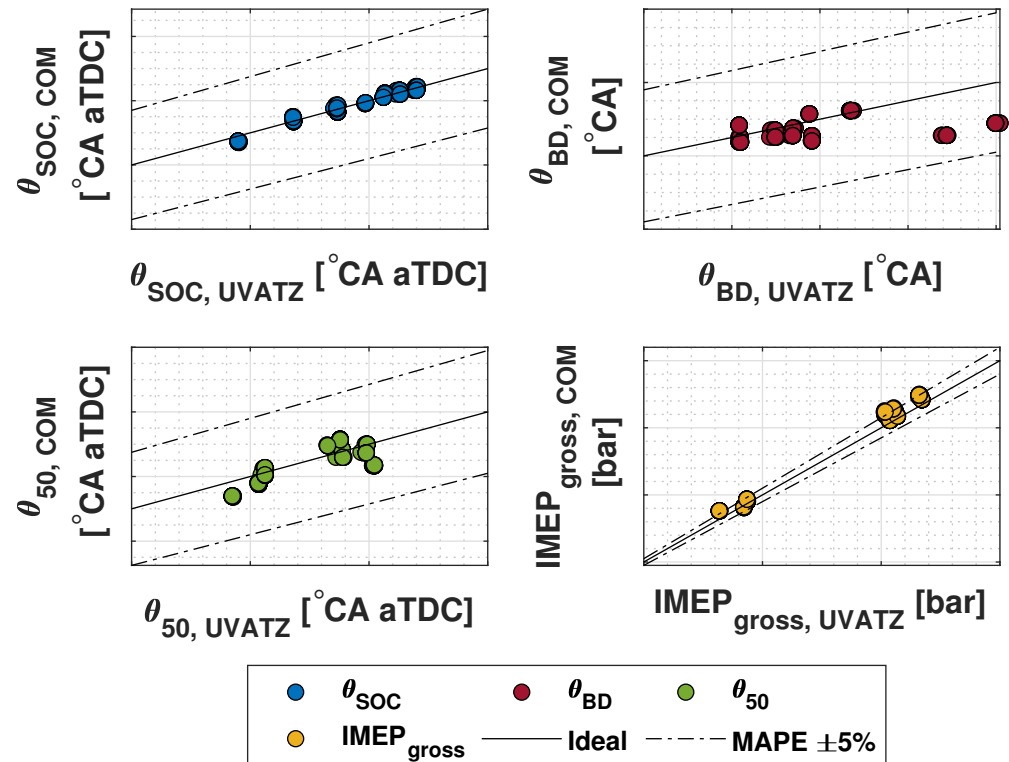 θSOC, COM
[°CA aTDC]
θSOC, UVATZ [°CA aTDC]
θBD, COM
[°CA]
θBD, UVATZ [°CA]
θ50, COM
[°CA aTDC]
θ50, UVATZ [°CA aTDC]
IMEPgross, COM
[bar]
IMEPgross, UVATZ [bar]
θSOC θBD θ50
IMEPgross Ideal MAPE ±5%